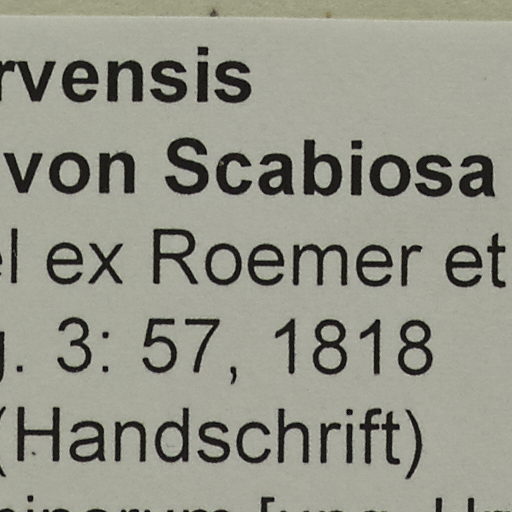 rvensis
von Scabiosa
el ex Roemer et
g. 3: 57, 1818
(Handschrift)